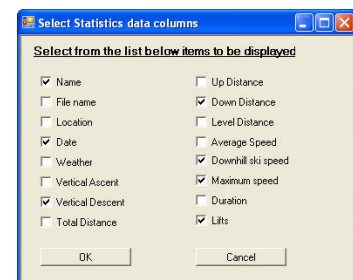 Select Statistics data columns
Select from the list below items to be displayed
Name
File name
Location
Date
Weather
Vertical Ascent
Vertical Descent
Total Distance
Up Distance
Down Distance
Level Distance
Average Speed
Downhill ski speed
Maximum speed
Duration
Lifts
OK
Cancel